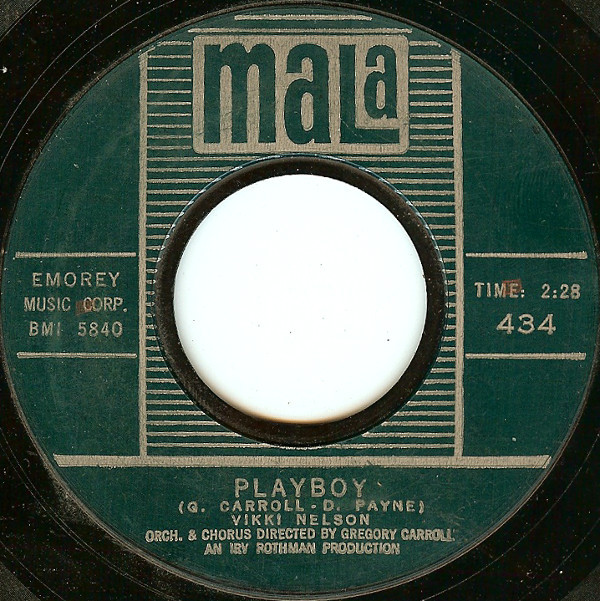 mala
EMOREY
MUSIC CORP.
BMI 5840
TIME: 2:28
434
PLAYBOY
(G. CARROLL - D. PAYNE)
VIKKI NELSON
ORCH. & CHORUS DIRECTED BY GREGORY CARROLL
AN IRV ROTHMAN PRODUCTION